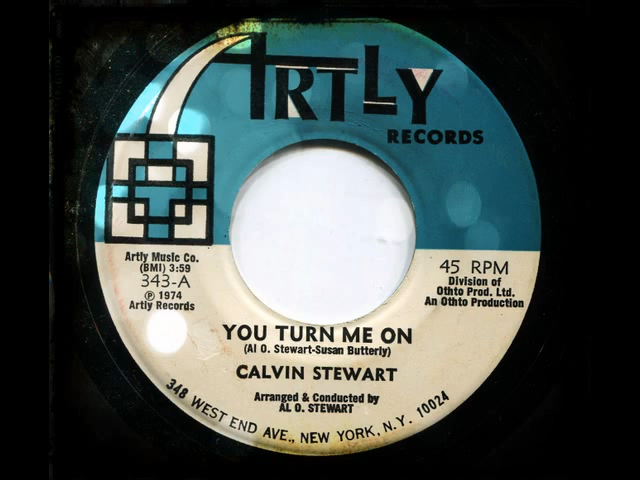 ARTLY
RECORDS
Artly Music Co.
(BMI) 3:59
343-A
℗ 1974
Artly Records
45 RPM
Division of
Othto Prod. Ltd.
An Othto Production
YOU TURN ME ON
(Al O. Stewart-Susan Butterly)
CALVIN STEWART
Arranged & Conducted by
AL O. STEWART
348 WEST END AVE., NEW YORK, N.Y. 10024